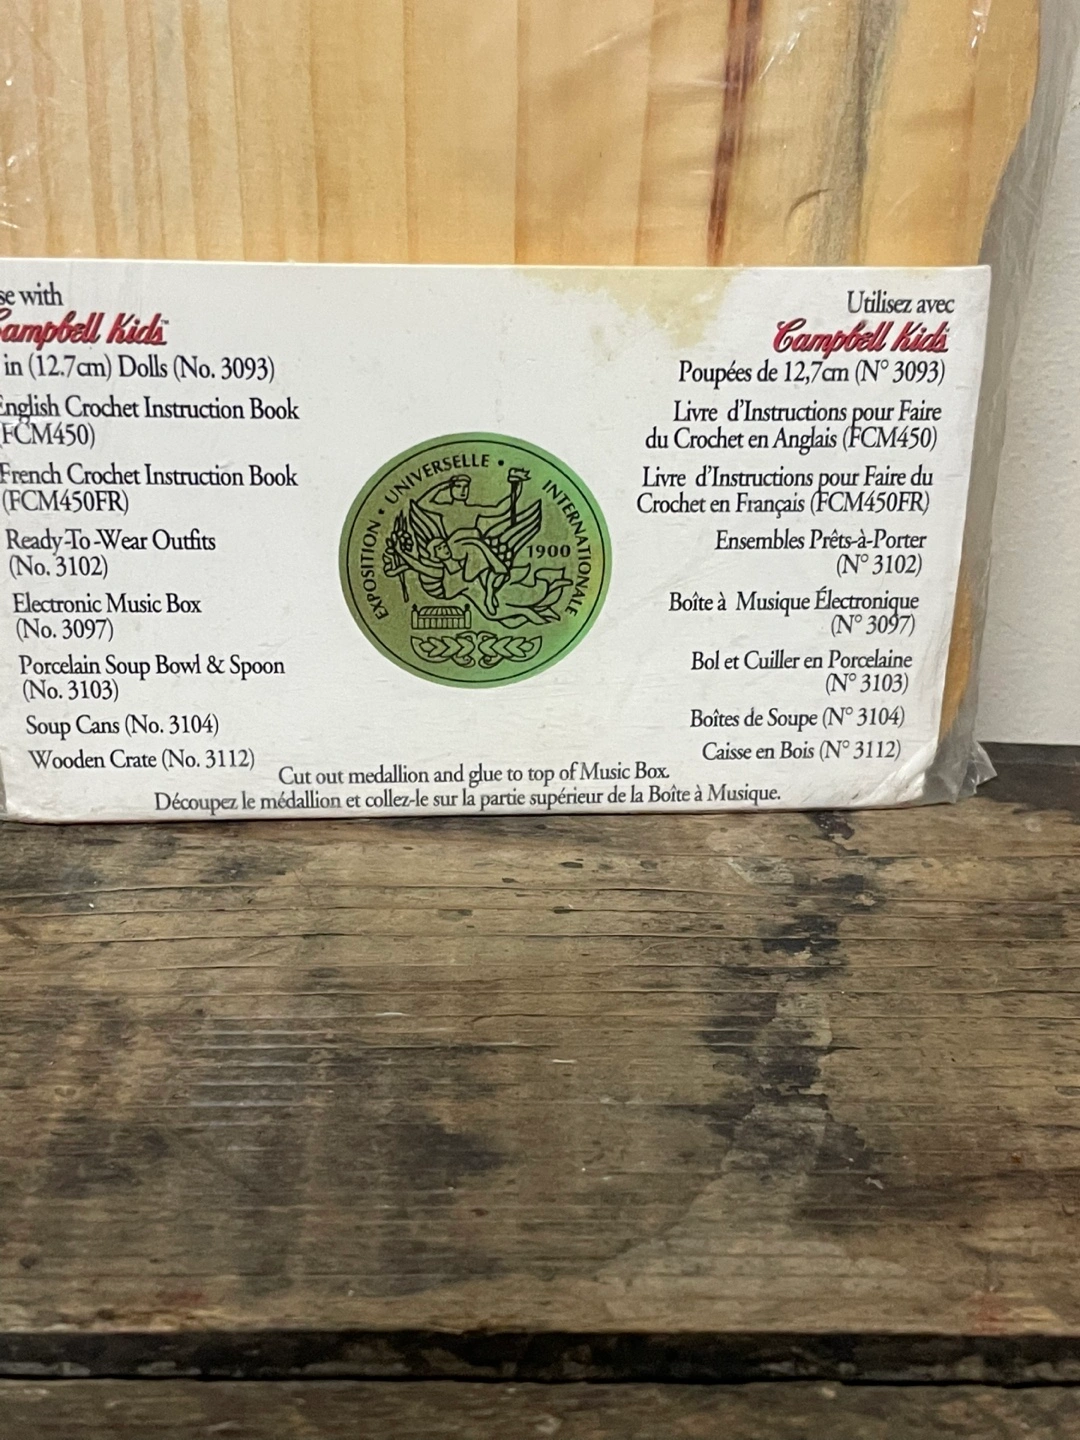 se with
Campbell Kids™
in (12.7cm) Dolls (No. 3093)
English Crochet Instruction Book
(FCM450)
French Crochet Instruction Book
(FCM450FR)
Ready-To-Wear Outfits
(No. 3102)
Electronic Music Box
(No. 3097)
Porcelain Soup Bowl & Spoon
(No. 3103)
Soup Cans (No. 3104)
Wooden Crate (No. 3112)
EXPOSITION • UNIVERSELLE • INTERNATIONALE
1900
Utilisez avec
Campbell Kids
Poupées de 12,7cm (N° 3093)
Livre d'Instructions pour Faire
du Crochet en Anglais (FCM450)
Livre d'Instructions pour Faire du
Crochet en Français (FCM450FR)
Ensembles Prêts-à-Porter
(N° 3102)
Boîte à Musique Électronique
(N° 3097)
Bol et Cuiller en Porcelaine
(N° 3103)
Boîtes de Soupe (N° 3104)
Caisse en Bois (N° 3112)
Cut out medallion and glue to top of Music Box.
Découpez le médallion et collez-le sur la partie supérieur de la Boîte à Musique.